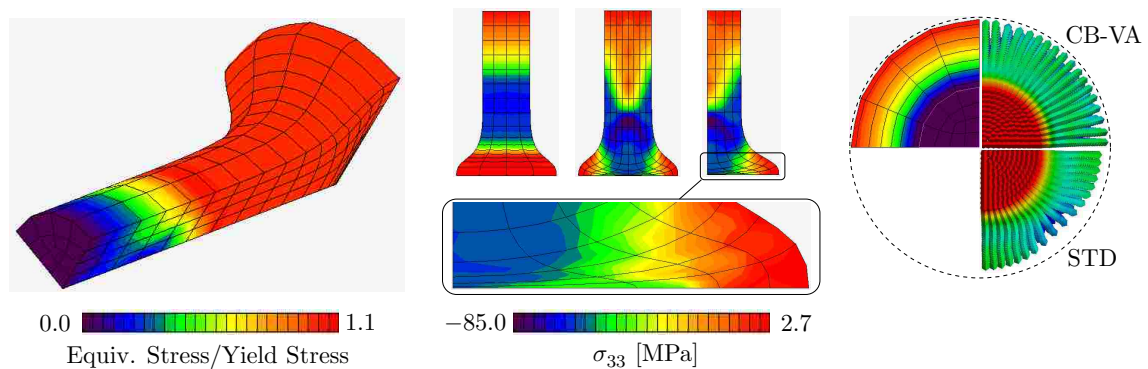 CB-VA
STD
0.0 1.1
Equiv. Stress/Yield Stress
−85.0 2.7
σ₃₃ [MPa]